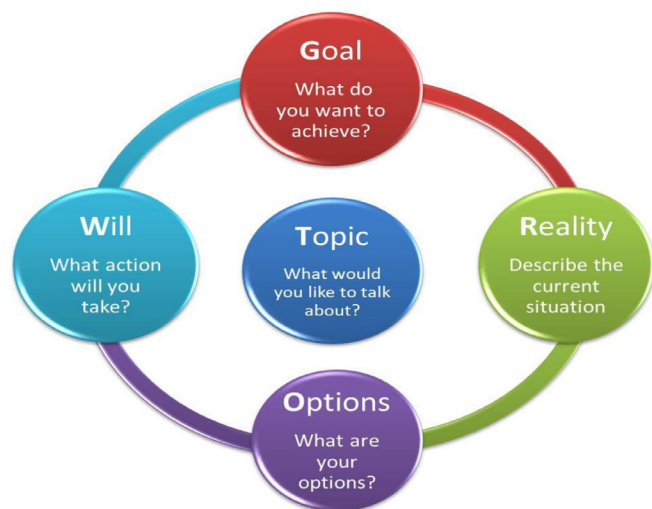 Goal
What do
you want to
achieve?
Will
What action
will you
take?
Topic
What would
you like to talk
about?
Reality
Describe the
current
situation
Options
What are
your
options?